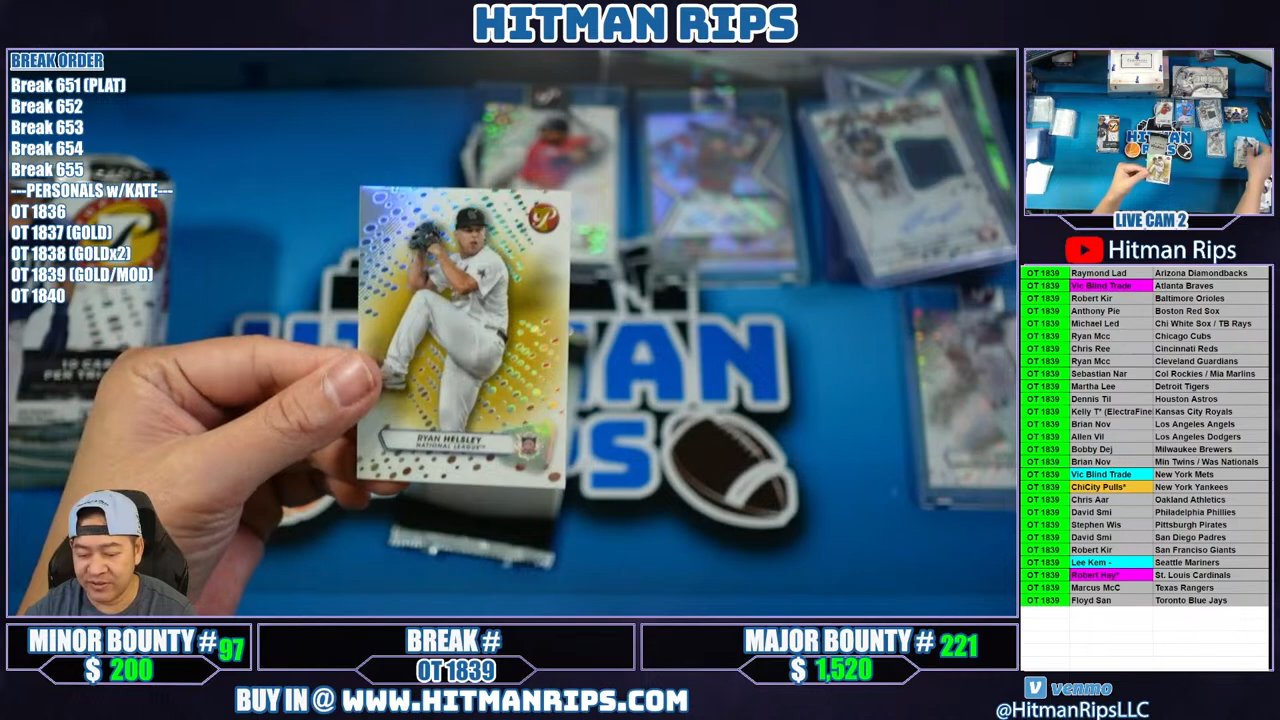 HITMAN RIPS
BREAK ORDER
Break 651 (PLAT)
Break 652
Break 653
Break 654
Break 655
---PERSONALS w/KATE---
OT 1836
OT 1837 (GOLD)
OT 1838 (GOLDx2)
OT 1839 (GOLD/MOD)
OT 1840
RYAN HELSLEY
NATIONAL LEAGUE
LIVE CAM 2
Hitman Rips
OT 1839 Raymond Lad Arizona Diamondbacks
OT 1839 Vic Blind Trade Atlanta Braves
OT 1839 Robert Kir Baltimore Orioles
OT 1839 Anthony Pie Boston Red Sox
OT 1839 Michael Led Chi White Sox / TB Rays
OT 1839 Ryan Mcc Chicago Cubs
OT 1839 Chris Ree Cincinnati Reds
OT 1839 Ryan Mcc Cleveland Guardians
OT 1839 Sebastian Nar Col Rockies / Mia Marlins
OT 1839 Martha Lee Detroit Tigers
OT 1839 Dennis Til Houston Astros
OT 1839 Kelly T* (ElectraFine Kansas City Royals
OT 1839 Brian Nov Los Angeles Angels
OT 1839 Allen Vil Los Angeles Dodgers
OT 1839 Bobby Dej Milwaukee Brewers
OT 1839 Brian Nov Min Twins / Was Nationals
OT 1839 Vic Blind Trade New York Mets
OT 1839 ChiCity Pulls* New York Yankees
OT 1839 Chris Aar Oakland Athletics
OT 1839 David Smi Philadelphia Phillies
OT 1839 Stephen Wis Pittsburgh Pirates
OT 1839 David Smi San Diego Padres
OT 1839 Robert Kir San Franciso Giants
OT 1839 Lee Kem - Seattle Mariners
OT 1839 Robert Hay* St. Louis Cardinals
OT 1839 Marcus McC Texas Rangers
OT 1839 Floyd San Toronto Blue Jays
MINOR BOUNTY # 97
$ 200
BREAK #
OT 1839
MAJOR BOUNTY # 221
$ 1,520
BUY IN @ WWW.HITMANRIPS.COM
venmo
@HitmanRipsLLC